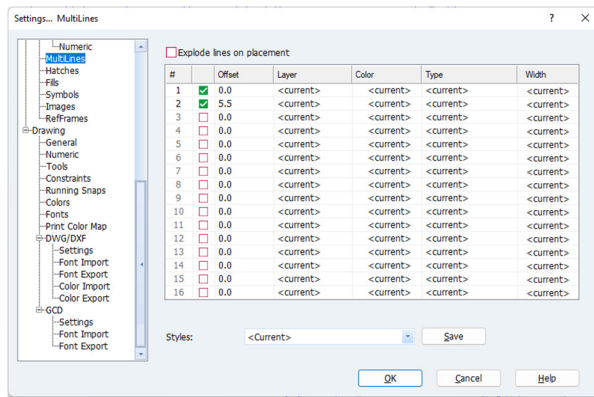 Settings... MultiLines ? ×
Numeric
MultiLines
Hatches
Fills
Symbols
Images
RefFrames
Drawing
General
Numeric
Tools
Constraints
Running Snaps
Colors
Fonts
Print Color Map
DWG/DXF
Settings
Font Import
Font Export
Color Import
Color Export
GCD
Settings
Font Import
Font Export
Explode lines on placement
# Offset Layer Color Type Width
1 0.0 <current> <current> <current> <current>
2 5.5 <current> <current> <current> <current>
3 0.0 <current> <current> <current> <current>
4 0.0 <current> <current> <current> <current>
5 0.0 <current> <current> <current> <current>
6 0.0 <current> <current> <current> <current>
7 0.0 <current> <current> <current> <current>
8 0.0 <current> <current> <current> <current>
9 0.0 <current> <current> <current> <current>
10 0.0 <current> <current> <current> <current>
11 0.0 <current> <current> <current> <current>
12 0.0 <current> <current> <current> <current>
13 0.0 <current> <current> <current> <current>
14 0.0 <current> <current> <current> <current>
15 0.0 <current> <current> <current> <current>
16 0.0 <current> <current> <current> <current>
Styles: <Current> Save
OK Cancel Help